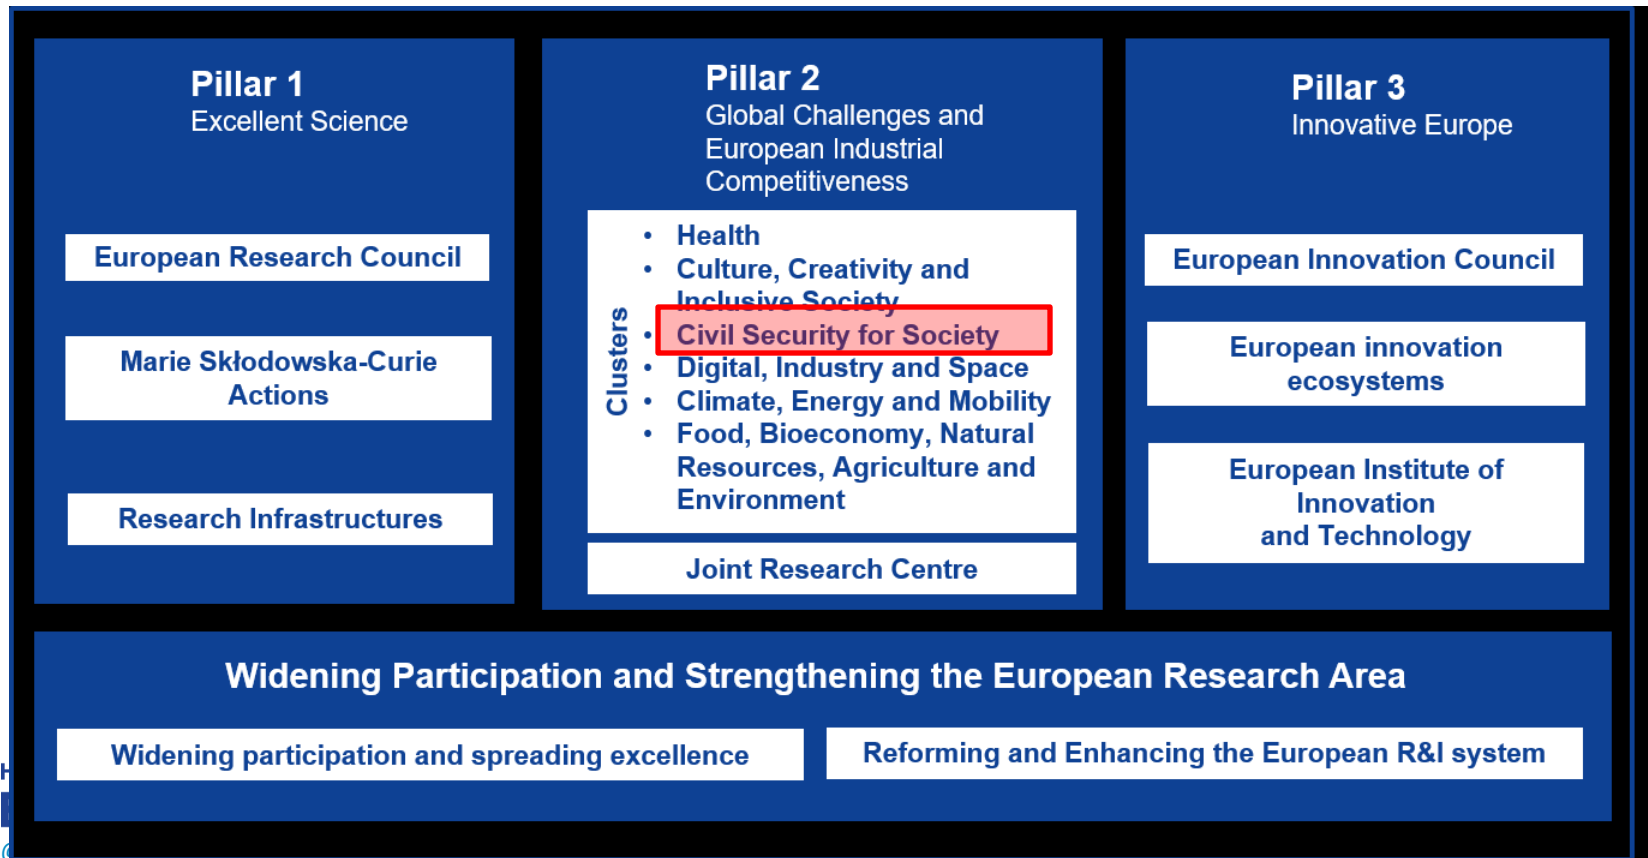 Pillar 1
Excellent Science
European Research Council
Marie Skłodowska-Curie
Actions
Research Infrastructures
Pillar 2
Global Challenges and
European Industrial
Competitiveness
Clusters
• Health
• Culture, Creativity and
Inclusive Society
• Civil Security for Society
• Digital, Industry and Space
• Climate, Energy and Mobility
• Food, Bioeconomy, Natural
Resources, Agriculture and
Environment
Joint Research Centre
Pillar 3
Innovative Europe
European Innovation Council
European innovation
ecosystems
European Institute of
Innovation
and Technology
Widening Participation and Strengthening the European Research Area
Widening participation and spreading excellence
Reforming and Enhancing the European R&I system